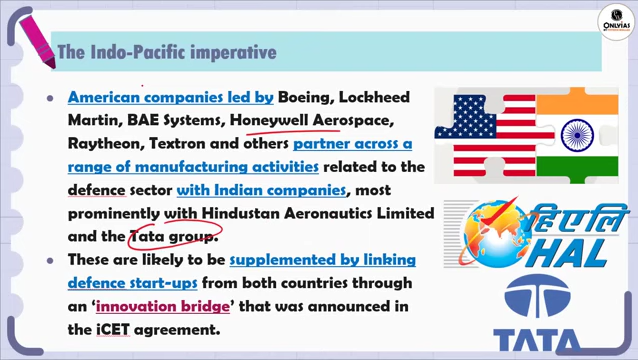 ONLYIAS
The Indo-Pacific imperative
American companies led by Boeing, Lockheed
Martin, BAE Systems, Honeywell Aerospace,
Raytheon, Textron and others partner across a
range of manufacturing activities related to the
defence sector with Indian companies, most
prominently with Hindustan Aeronautics Limited
and the Tata group.
These are likely to be supplemented by linking
defence start-ups from both countries through
an ‘innovation bridge’ that was announced in
the iCET agreement.
हिएलि
HAL
TATA